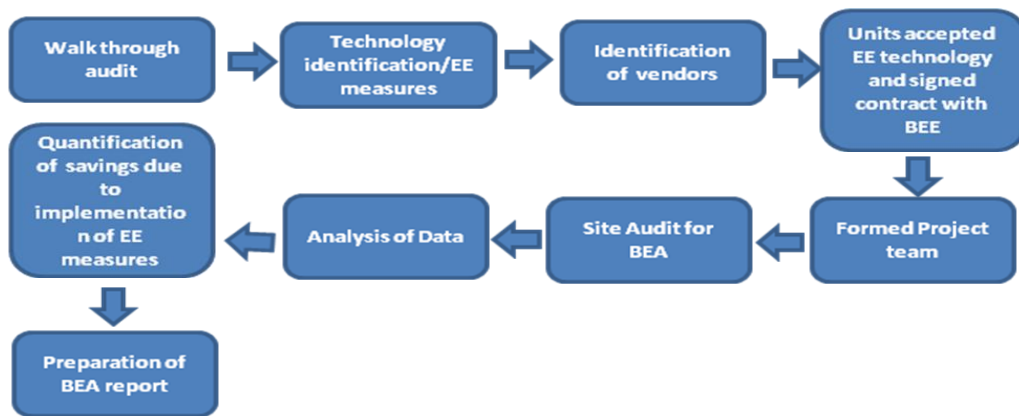 Walk through
audit
Technology
identification/EE
measures
Identification
of vendors
Units accepted
EE technology
and signed
contract with
BEE
Formed Project
team
Site Audit for
BEA
Analysis of Data
Quantification
of savings due
to
implementatio
n of EE
measures
Preparation of
BEA report